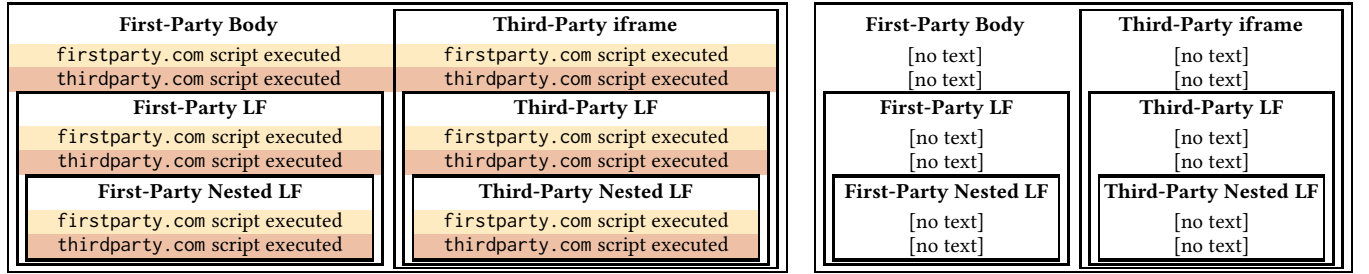 First-Party Body
firstparty.com script executed
thirdparty.com script executed
First-Party LF
firstparty.com script executed
thirdparty.com script executed
First-Party Nested LF
firstparty.com script executed
thirdparty.com script executed
Third-Party iframe
firstparty.com script executed
thirdparty.com script executed
Third-Party LF
firstparty.com script executed
thirdparty.com script executed
Third-Party Nested LF
firstparty.com script executed
thirdparty.com script executed
First-Party Body
[no text]
[no text]
First-Party LF
[no text]
[no text]
First-Party Nested LF
[no text]
[no text]
Third-Party iframe
[no text]
[no text]
Third-Party LF
[no text]
[no text]
Third-Party Nested LF
[no text]
[no text]